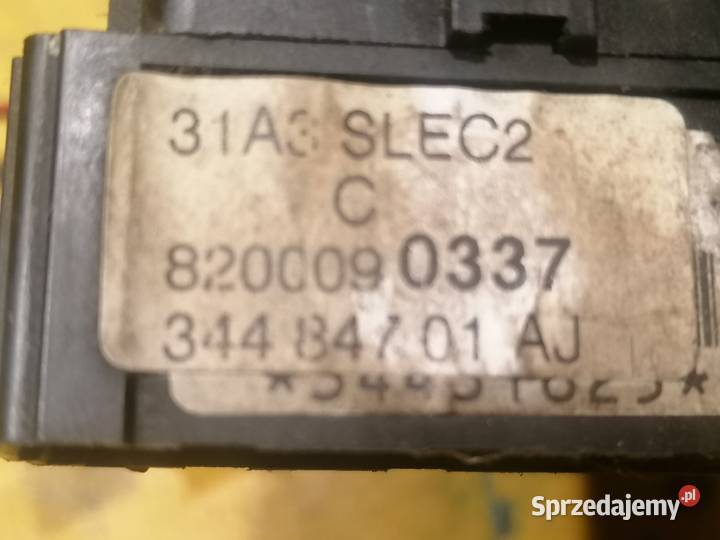 31A3 SLEC2
C
8200090337
344 847 01 AJ
Sprzedajemy.pl